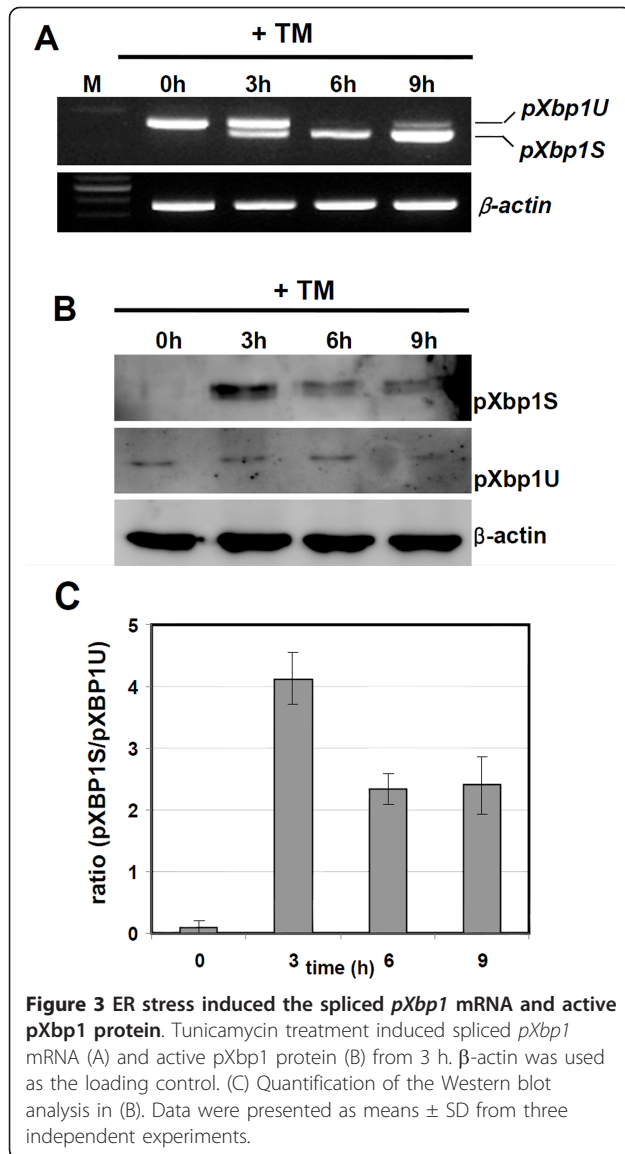 A
+ TM
M 0h 3h 6h 9h
pXbp1U
pXbp1S
β-actin
B
+ TM
0h 3h 6h 9h
pXbp1S
pXbp1U
β-actin
C
ratio (pXBP1S/pXBP1U)
5
4
3
2
1
0
0 3 time (h) 6 9
Figure 3 ER stress induced the spliced pXbp1 mRNA and active
pXbp1 protein. Tunicamycin treatment induced spliced pXbp1
mRNA (A) and active pXbp1 protein (B) from 3 h. β-actin was used
as the loading control. (C) Quantification of the Western blot
analysis in (B). Data were presented as means ± SD from three
independent experiments.